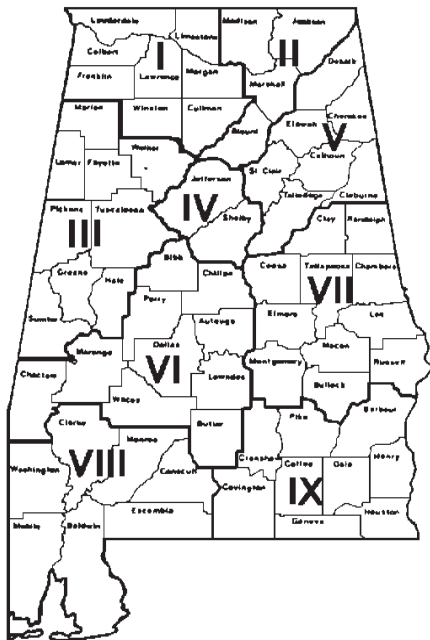 Lauderdale
Limestone
Madison
Jackson
Colbert
I
II
Franklin
Lawrence
Morgan
Marshall
DeKalb
Marion
Winston
Cullman
Blount
Etowah
Cherokee
V
Walker
Calhoun
Lamar
Fayette
Jefferson
St Clair
Talladega
Cleburne
Pickens
Tuscaloosa
IV
Shelby
Clay
Randolph
III
Bibb
Greene
Hale
Chilton
Coosa
Tallapoosa
Chambers
VII
Perry
Sumter
Autauga
Elmore
Lee
Marengo
Dallas
VI
Macon
Choctaw
Lowndes
Montgomery
Russell
Bullock
Wilcox
Clarke
Butler
Pike
Barbour
Monroe
VIII
Crenshaw
Washington
Conecuh
Coffee
Dale
Henry
Covington
IX
Escambia
Mobile
Baldwin
Geneva
Houston